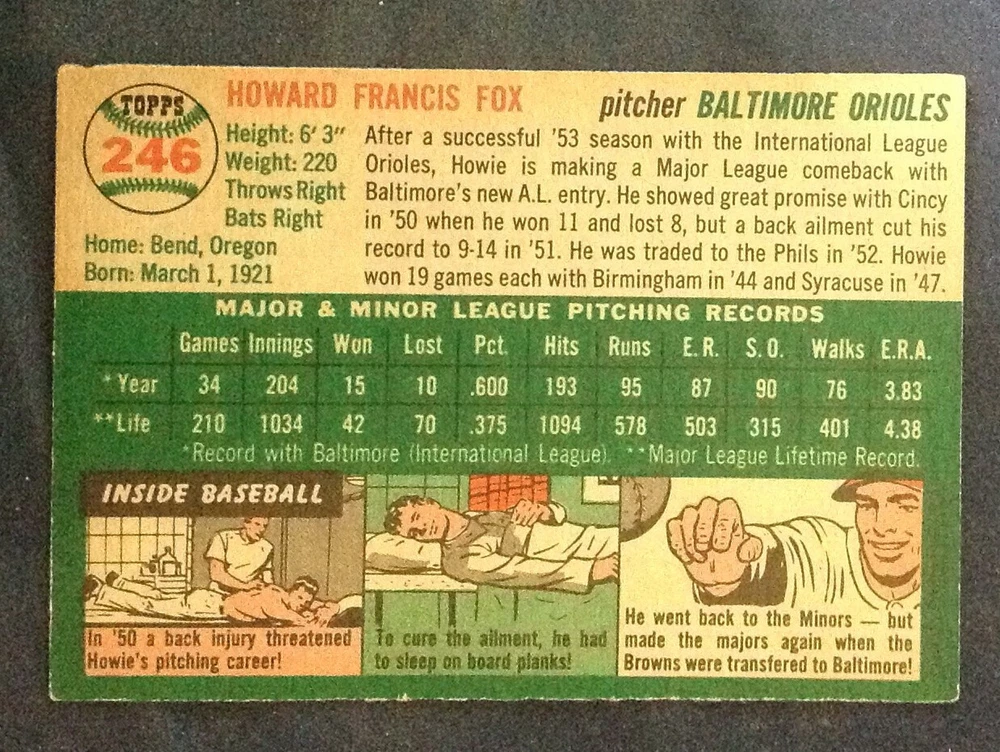 TOPPS
246
HOWARD FRANCIS FOX
pitcher BALTIMORE ORIOLES
Height: 6' 3"
Weight: 220
Throws Right
Bats Right
Home: Bend, Oregon
Born: March 1, 1921
After a successful '53 season with the International League
Orioles, Howie is making a Major League comeback with
Baltimore's new A.L. entry. He showed great promise with Cincy
in '50 when he won 11 and lost 8, but a back ailment cut his
record to 9-14 in '51. He was traded to the Phils in '52. Howie
won 19 games each with Birmingham in '44 and Syracuse in '47.
MAJOR & MINOR LEAGUE PITCHING RECORDS
Games Innings Won Lost Pct. Hits Runs E.R. S.O. Walks E.R.A.
*Year 34 204 15 10 .600 193 95 87 90 76 3.83
**Life 210 1034 42 70 .375 1094 578 503 315 401 4.38
*Record with Baltimore (International League). **Major League Lifetime Record.
INSIDE BASEBALL
In '50 a back injury threatened
Howie's pitching career!
To cure the ailment, he had
to sleep on board planks!
He went back to the Minors — but
made the majors again when the
Browns were transfered to Baltimore!